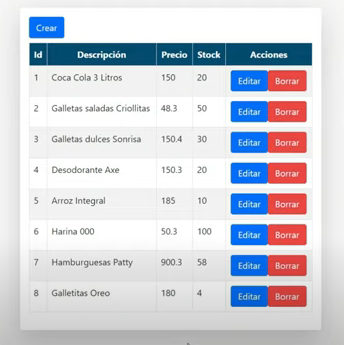 Crear
Id Descripción Precio Stock Acciones
1 Coca Cola 3 Litros 150 20 Editar Borrar
2 Galletas saladas Criollitas 48.3 50 Editar Borrar
3 Galletas dulces Sonrisa 150.4 30 Editar Borrar
4 Desodorante Axe 150.3 20 Editar Borrar
5 Arroz Integral 185 10 Editar Borrar
6 Harina 000 50.3 100 Editar Borrar
7 Hamburguesas Patty 900.3 58 Editar Borrar
8 Galletitas Oreo 180 4 Editar Borrar